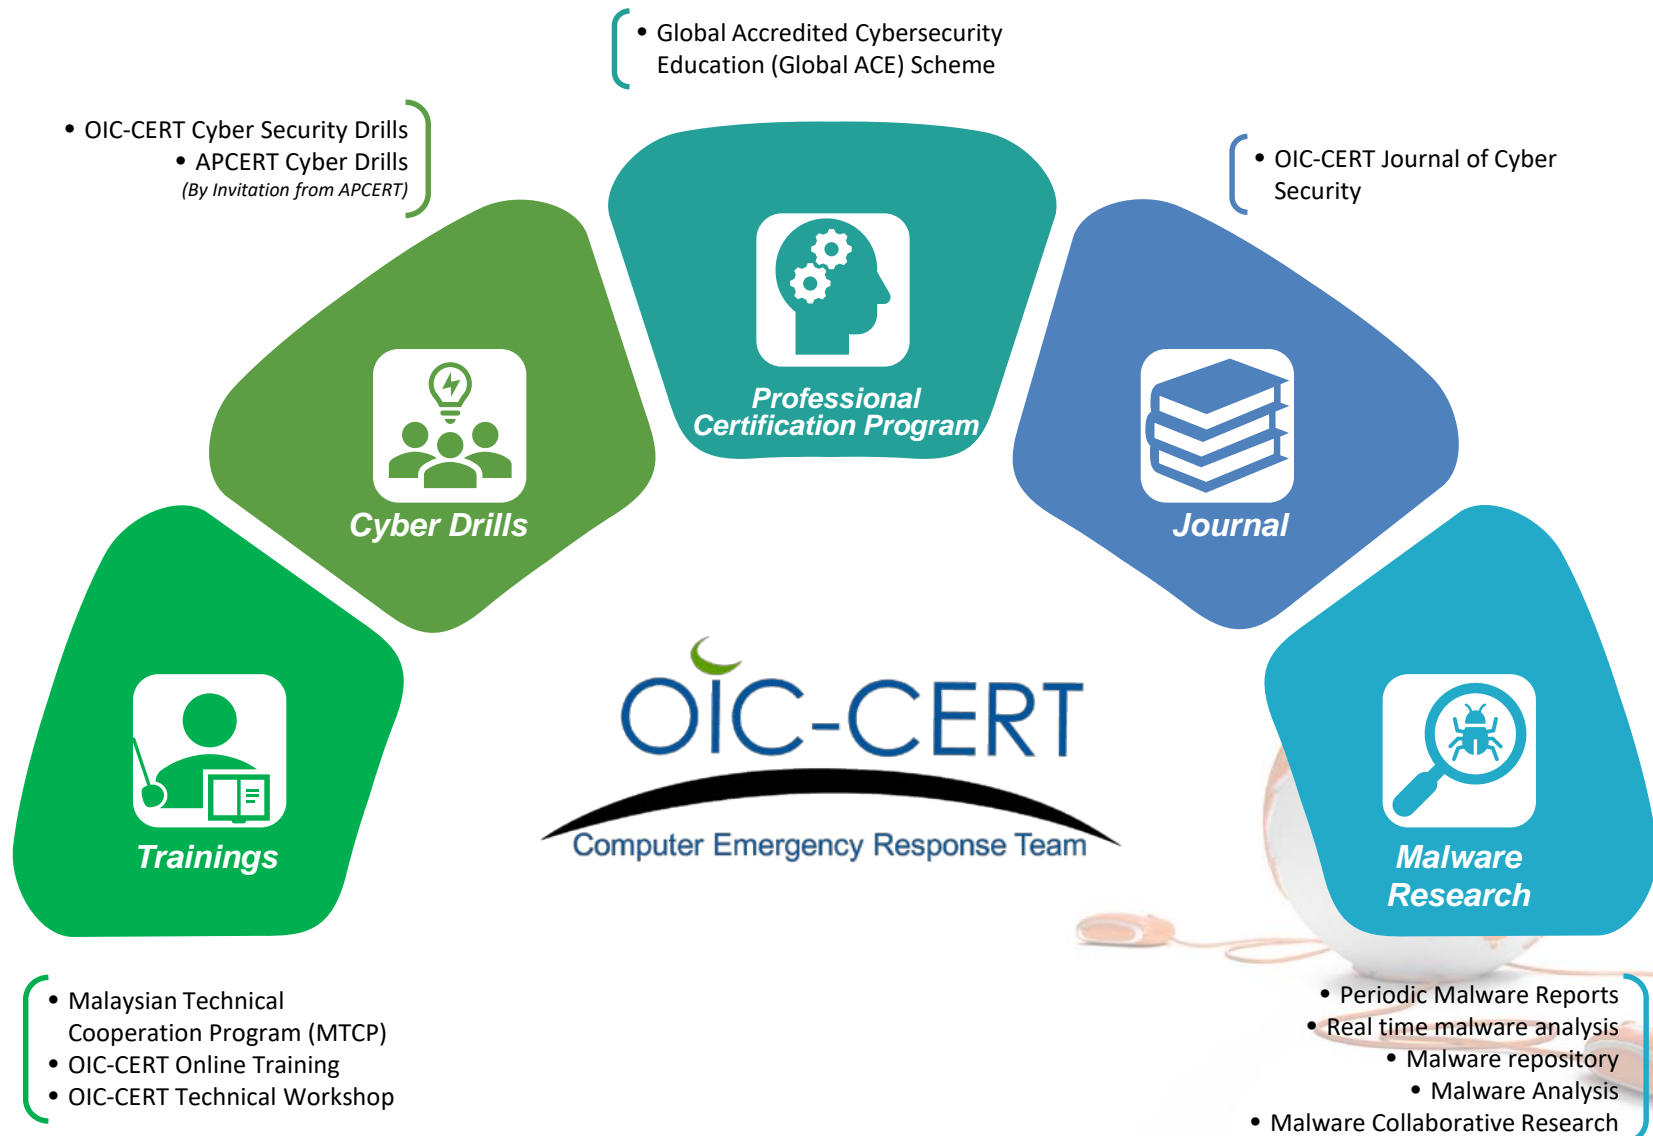 • Global Accredited Cybersecurity
Education (Global ACE) Scheme
• OIC-CERT Cyber Security Drills
• APCERT Cyber Drills
(By Invitation from APCERT)
• OIC-CERT Journal of Cyber
Security
Professional
Certification Program
Cyber Drills
Journal
Trainings
OIC-CERT
Computer Emergency Response Team
Malware
Research
• Malaysian Technical
Cooperation Program (MTCP)
• OIC-CERT Online Training
• OIC-CERT Technical Workshop
• Periodic Malware Reports
• Real time malware analysis
• Malware repository
• Malware Analysis
• Malware Collaborative Research